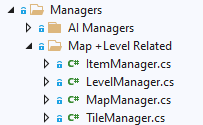 Managers
AI Managers
Map +Level Related
C# ItemManager.cs
C# LevelManager.cs
C# MapManager.cs
C# TileManager.cs